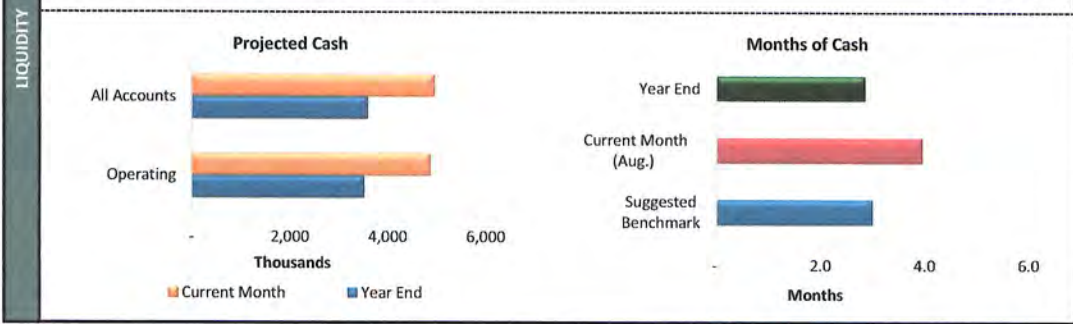 LIQUIDITY
Projected Cash
All Accounts
Operating
- 2,000 4,000 6,000
Thousands
Current Month Year End
Months of Cash
Year End
Current Month
(Aug.)
Suggested
Benchmark
- 2.0 4.0 6.0
Months